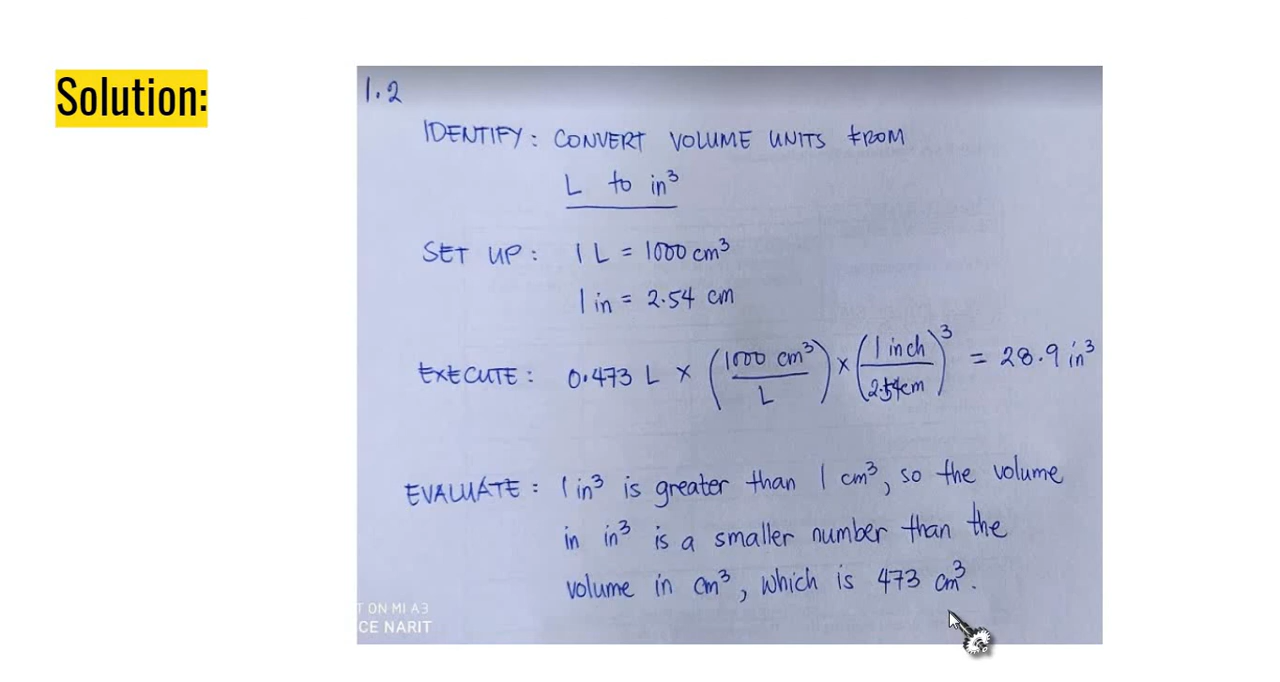 Solution:
1.2
IDENTIFY: CONVERT VOLUME UNITS FROM
L to in³
SET UP: 1 L = 1000 cm³
1 in = 2.54 cm
EXECUTE: 0.473 L × (1000 cm³ / L) × (1 inch / 2.54cm)³ = 28.9 in³
EVALUATE: 1 in³ is greater than 1 cm³, so the volume
in in³ is a smaller number than the
volume in cm³, which is 473 cm³.
T ON MI A3
CE NARIT